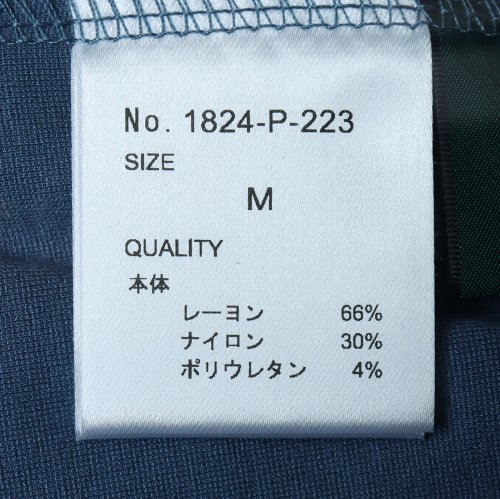 No. 1824-P-223
SIZE
M
QUALITY
本体
レーヨン 66%
ナイロン 30%
ポリウレタン 4%